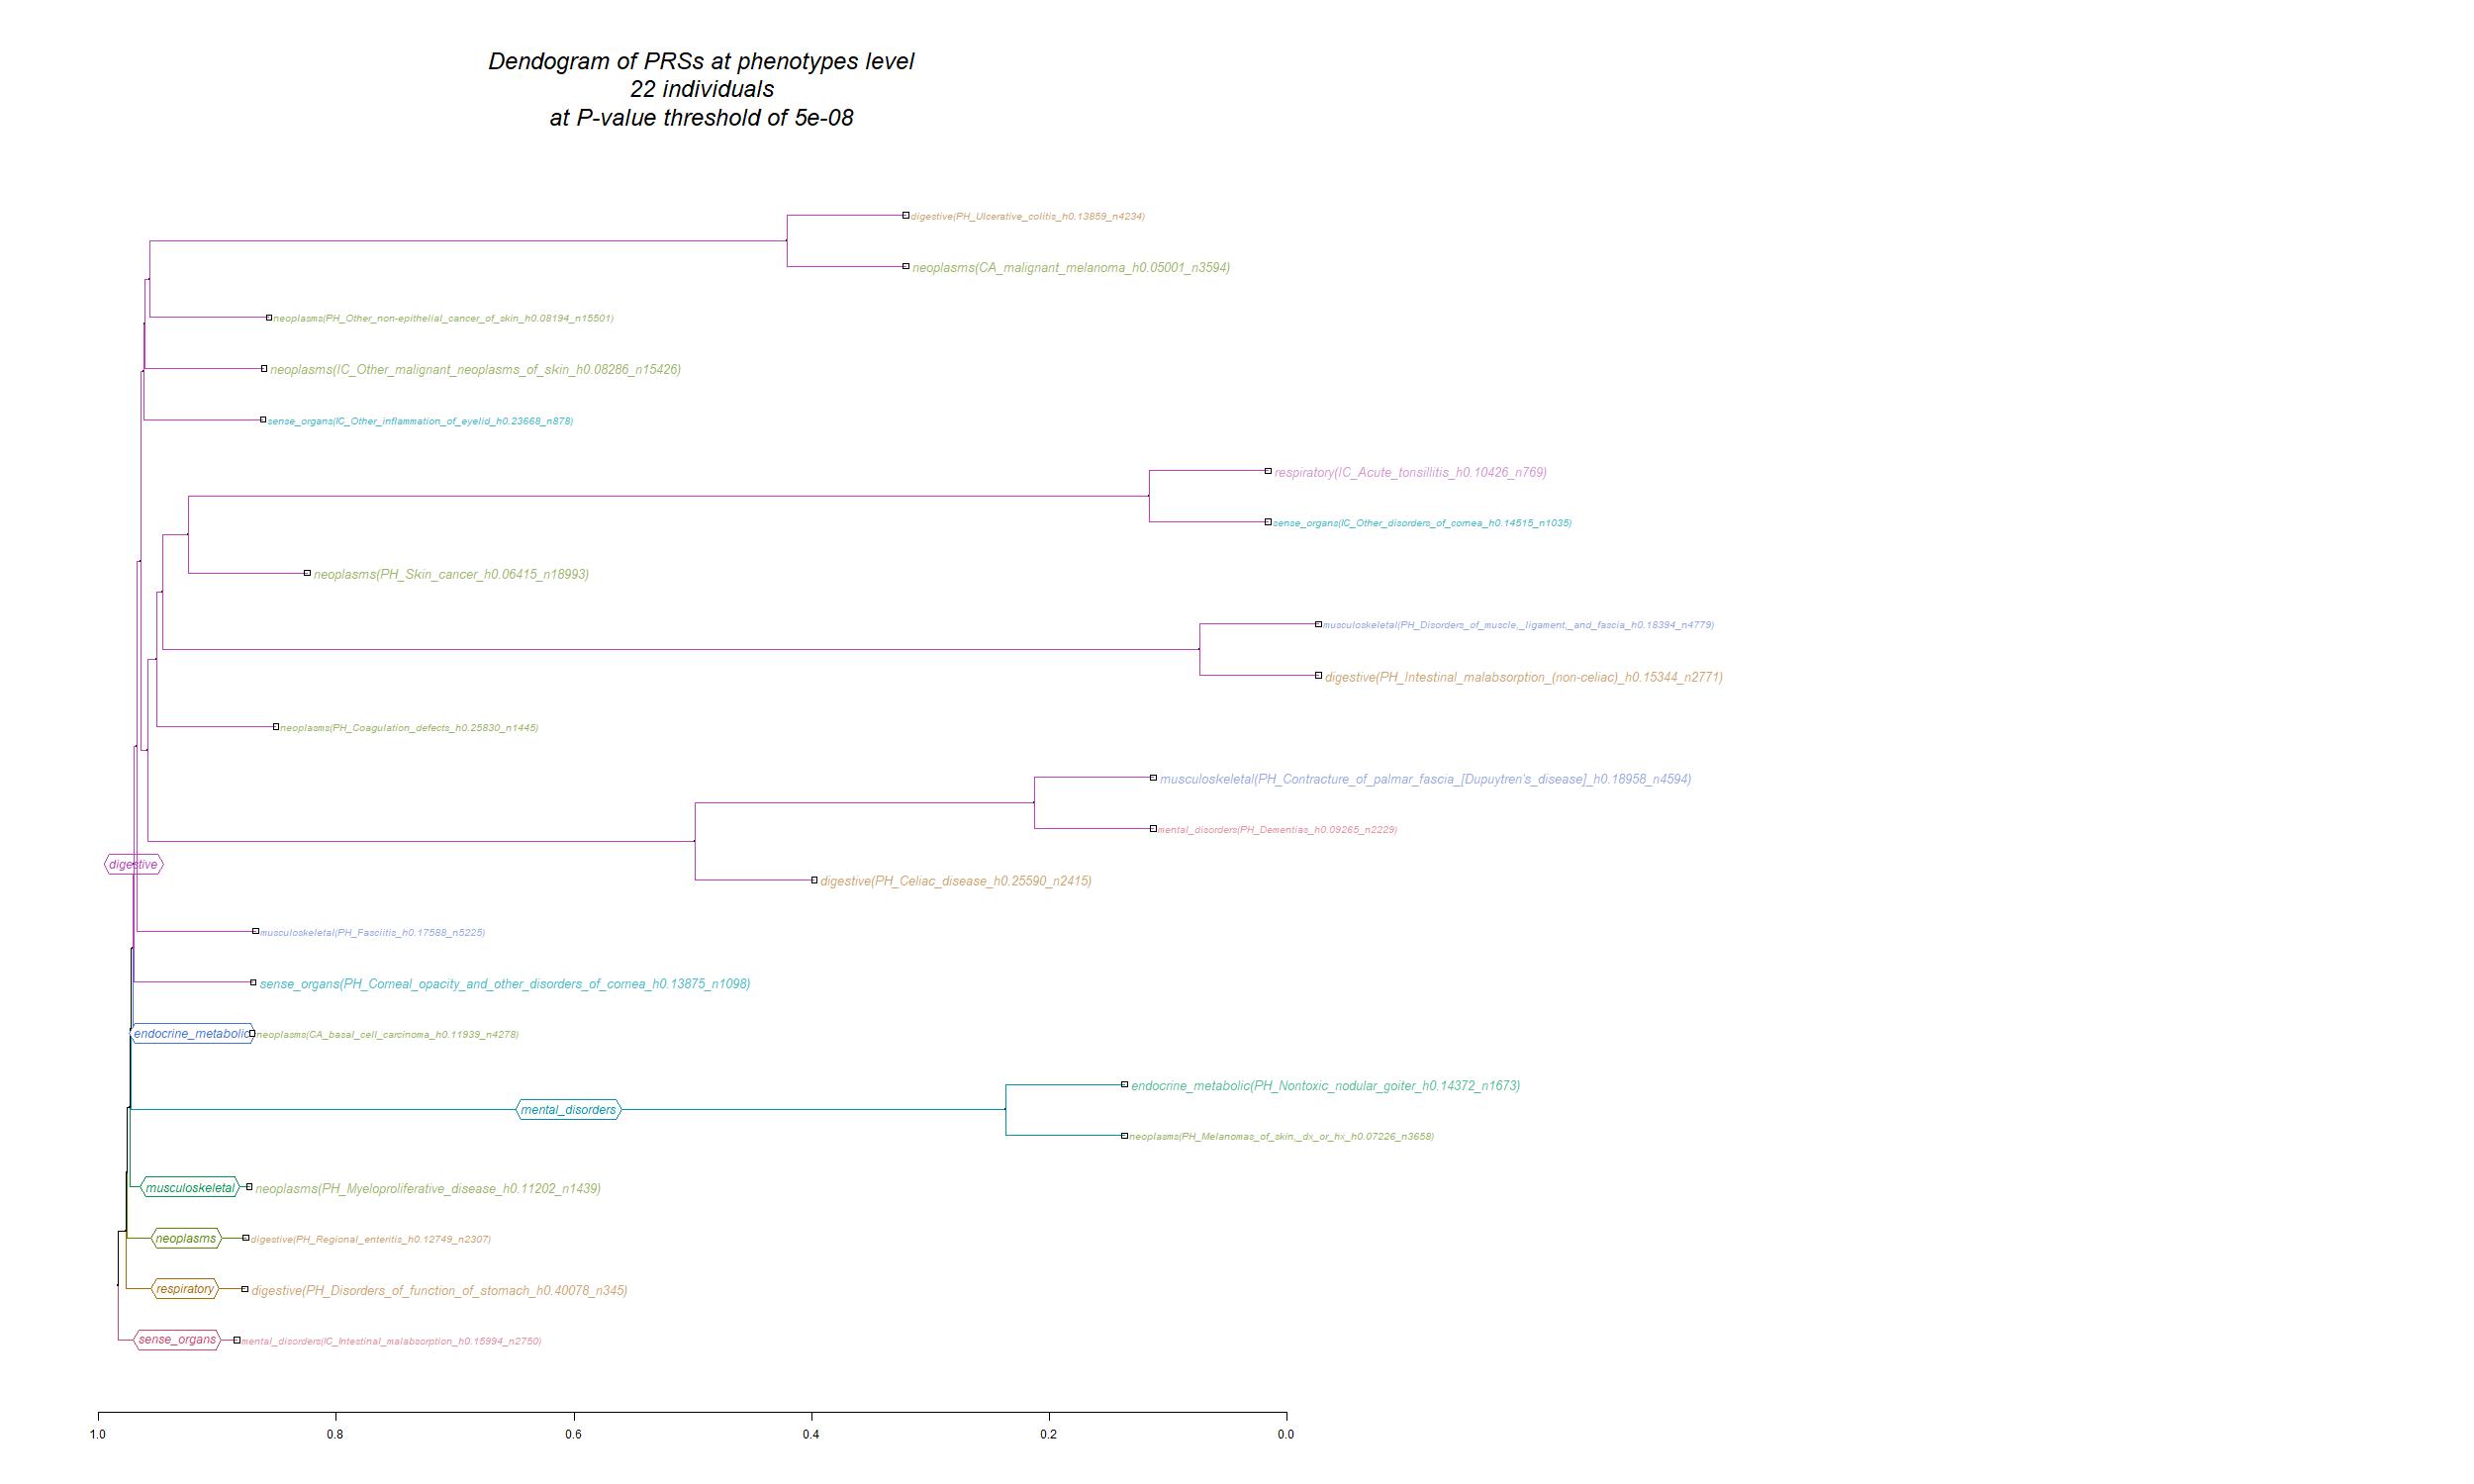 Dendogram of PRSs at phenotypes level
22 individuals
at P-value threshold of 5e-08
digestive(PH_Ulcerative_colitis_h0.13859_n4234)
neoplasms(CA_malignant_melanoma_h0.05001_n3594)
neoplasms(PH_Other_non-epithelial_cancer_of_skin_h0.08194_n15501)
neoplasms(IC_Other_malignant_neoplasms_of_skin_h0.08286_n15426)
sense_organs(IC_Other_inflammation_of_eyelid_h0.23668_n878)
respiratory(IC_Acute_tonsillitis_h0.10426_n769)
sense_organs(IC_Other_disorders_of_cornea_h0.14515_n1035)
neoplasms(PH_Skin_cancer_h0.06415_n18993)
musculoskeletal(PH_Disorders_of_muscle,_ligament,_and_fascia_h0.18394_n4779)
digestive(PH_Intestinal_malabsorption_(non-celiac)_h0.15344_n2771)
neoplasms(PH_Coagulation_defects_h0.25830_n1445)
musculoskeletal(PH_Contracture_of_palmar_fascia_[Dupuytren's_disease]_h0.18958_n4594)
mental_disorders(PH_Dementias_h0.09265_n2229)
digestive
digestive(PH_Celiac_disease_h0.25590_n2415)
musculoskeletal(PH_Fasciitis_h0.17588_n5225)
sense_organs(PH_Corneal_opacity_and_other_disorders_of_cornea_h0.13875_n1098)
endocrine_metabolic neoplasms(CA_basal_cell_carcinoma_h0.11939_n4278)
endocrine_metabolic(PH_Nontoxic_nodular_goiter_h0.14372_n1673)
mental_disorders
neoplasms(PH_Melanomas_of_skin,_dx_or_hx_h0.07226_n3658)
musculoskeletal neoplasms(PH_Myeloproliferative_disease_h0.11202_n1439)
neoplasms digestive(PH_Regional_enteritis_h0.12749_n2307)
respiratory digestive(PH_Disorders_of_function_of_stomach_h0.40078_n345)
sense_organs mental_disorders(IC_Intestinal_malabsorption_h0.15994_n2750)
1.0 0.8 0.6 0.4 0.2 0.0